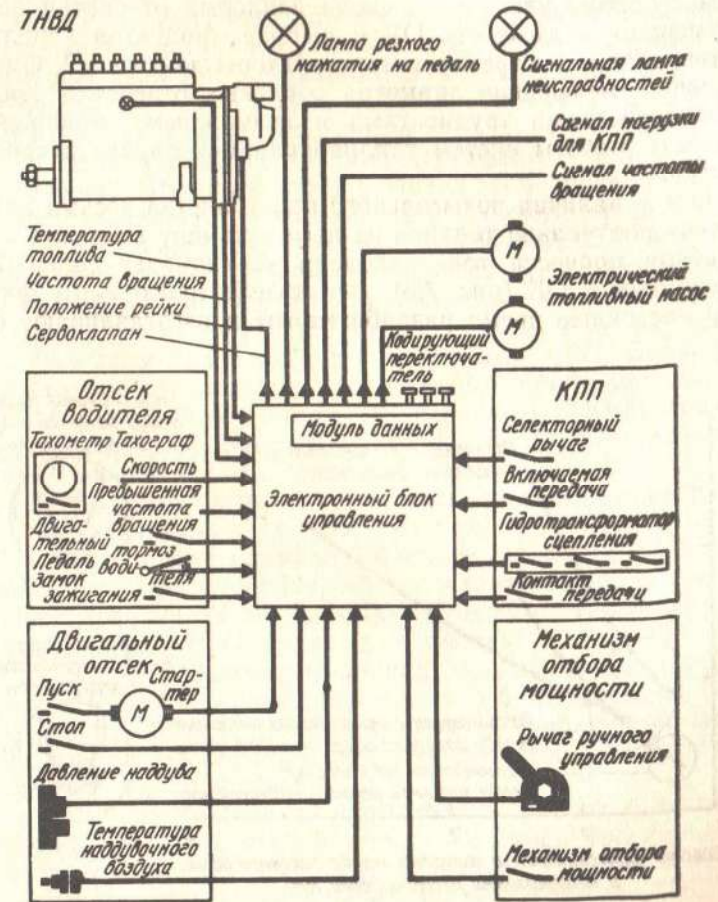 ТНВД
Лампа резкого
нажатия на педаль
Сигнальная лампа
неисправностей
Сигнал нагрузки
для КПП
Сигнал частоты
вращения
Температура
топлива
Частота вращения
Положение рейки
Сервоклапан
М
Электрический
топливный насос
М
Кодирующий
переключа-
тель
Отсек
водителя
Тахометр Тахограф
Скорость
Превышенная
частота
вращения
Двига-
тельный
тормоз
Педаль води-
теля
Замок
зажигания
Модуль данных
Электронный блок
управления
КПП
Селекторный
рычаг
Включаемая
передача
Гидротрансформатор
сцепления
Контакт
передачи
Двигальный
отсек
Пуск
М
Стар-
тер
Стоп
Давление наддува
Температура
наддувочного
воздуха
Механизм
отбора
мощности
Рычаг ручного
управления
Механизм отбора
мощности